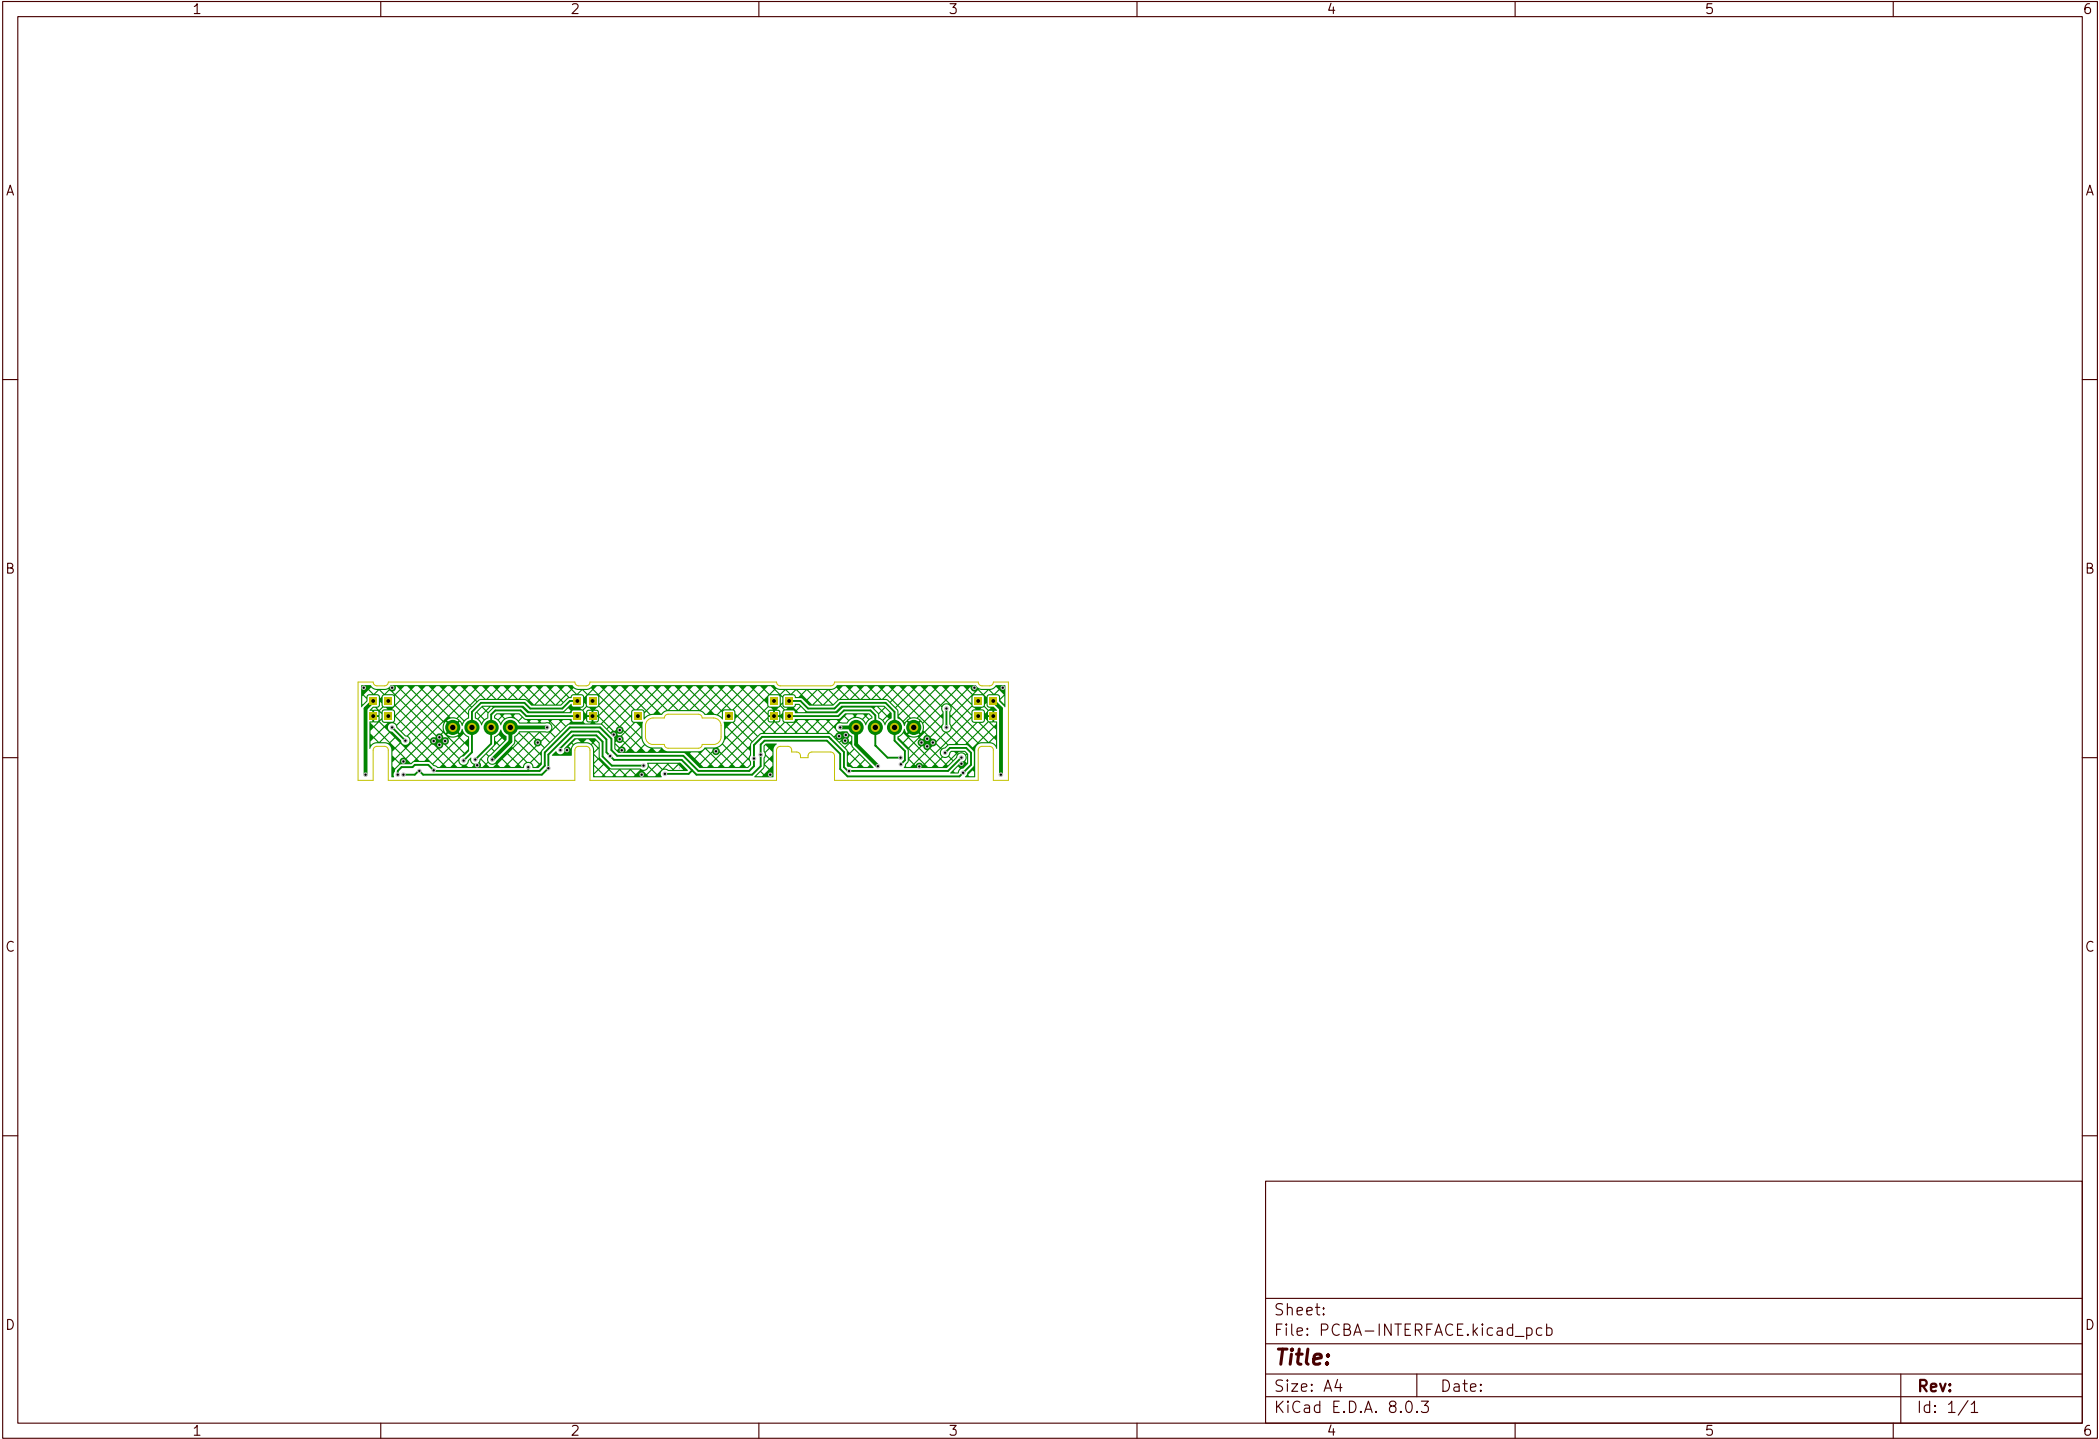 1 2 3 4 5 6
A A
B B
C C
Sheet:
File: PCBA-INTERFACE.kicad_pcb
D D
Title:
Size: A4 Date: Rev:
KiCad E.D.A. 8.0.3 Id: 1/1
1 2 3 4 5 6